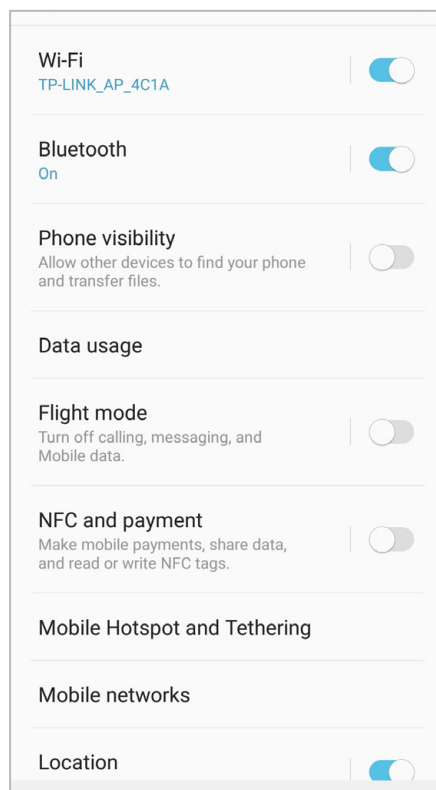 Wi-Fi
TP-LINK_AP_4C1A
Bluetooth
On
Phone visibility
Allow other devices to find your phone
and transfer files.
Data usage
Flight mode
Turn off calling, messaging, and
Mobile data.
NFC and payment
Make mobile payments, share data,
and read or write NFC tags.
Mobile Hotspot and Tethering
Mobile networks
Location